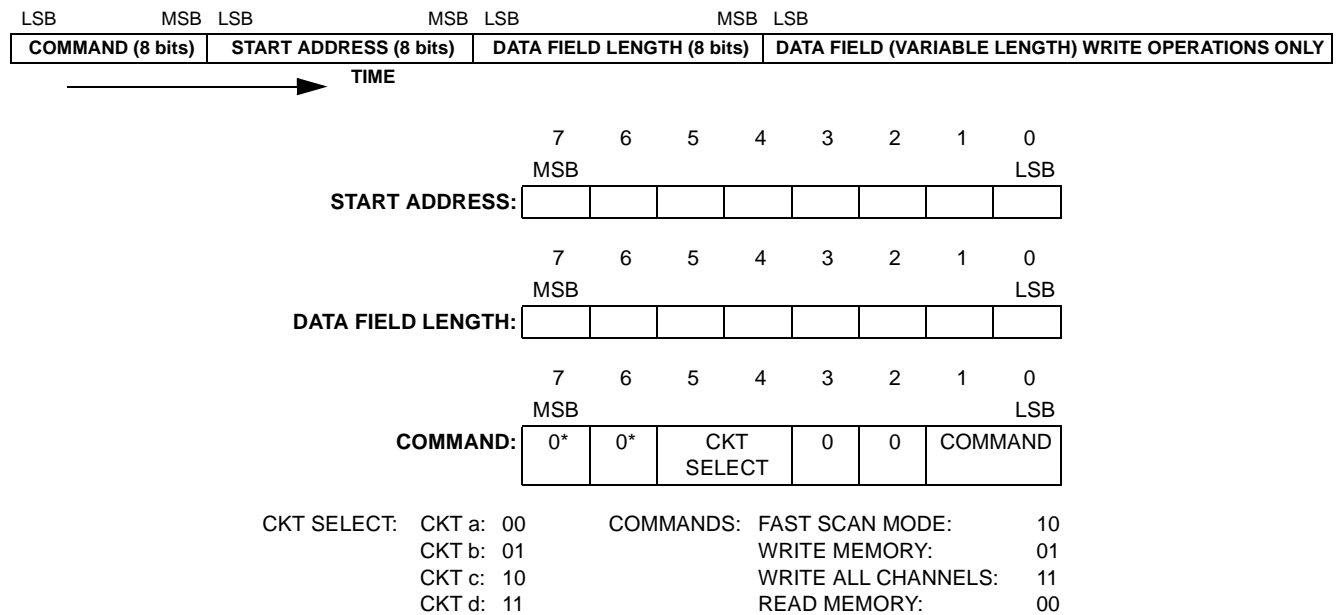 LSB MSB LSB MSB LSB MSB LSB
COMMAND (8 bits) START ADDRESS (8 bits) DATA FIELD LENGTH (8 bits) DATA FIELD (VARIABLE LENGTH) WRITE OPERATIONS ONLY
TIME
7 6 5 4 3 2 1 0
MSB LSB
START ADDRESS:
7 6 5 4 3 2 1 0
MSB LSB
DATA FIELD LENGTH:
7 6 5 4 3 2 1 0
MSB LSB
COMMAND: 0* 0* CKT 0 0 COMMAND
SELECT
CKT SELECT: CKT a: 00 COMMANDS: FAST SCAN MODE: 10
CKT b: 01 WRITE MEMORY: 01
CKT c: 10 WRITE ALL CHANNELS: 11
CKT d: 11 READ MEMORY: 00